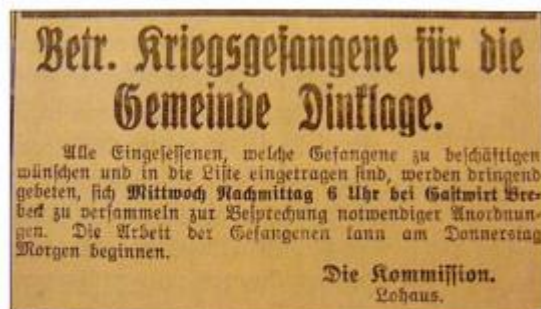 Betr. Kriegsgefangene für die
Gemeinde Dinklage.
Alle Eingesessenen, welche Gefangene zu beschäftigen
wünschen und in die Liste eingetragen sind, werden dringend
gebeten, sich Mittwoch Nachmittag 6 Uhr bei Gastwirt Bre-
beck zu versammeln zur Besprechung notwendiger Anordnun-
gen. Die Arbeit der Gefangenen kann am Donnerstag
Morgen beginnen.
Die Kommission.
Lohaus.